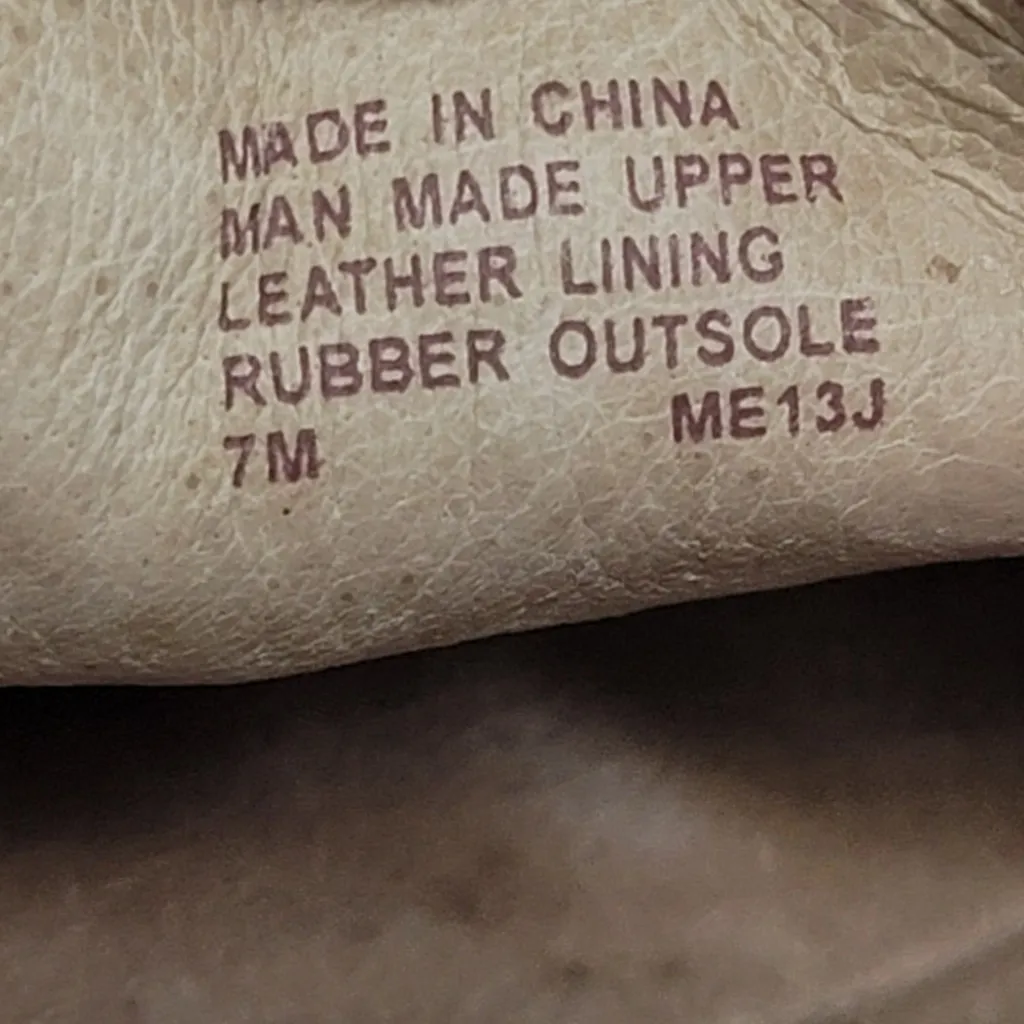 MADE IN CHINA
MAN MADE UPPER
LEATHER LINING
RUBBER OUTSOLE
7M ME13J